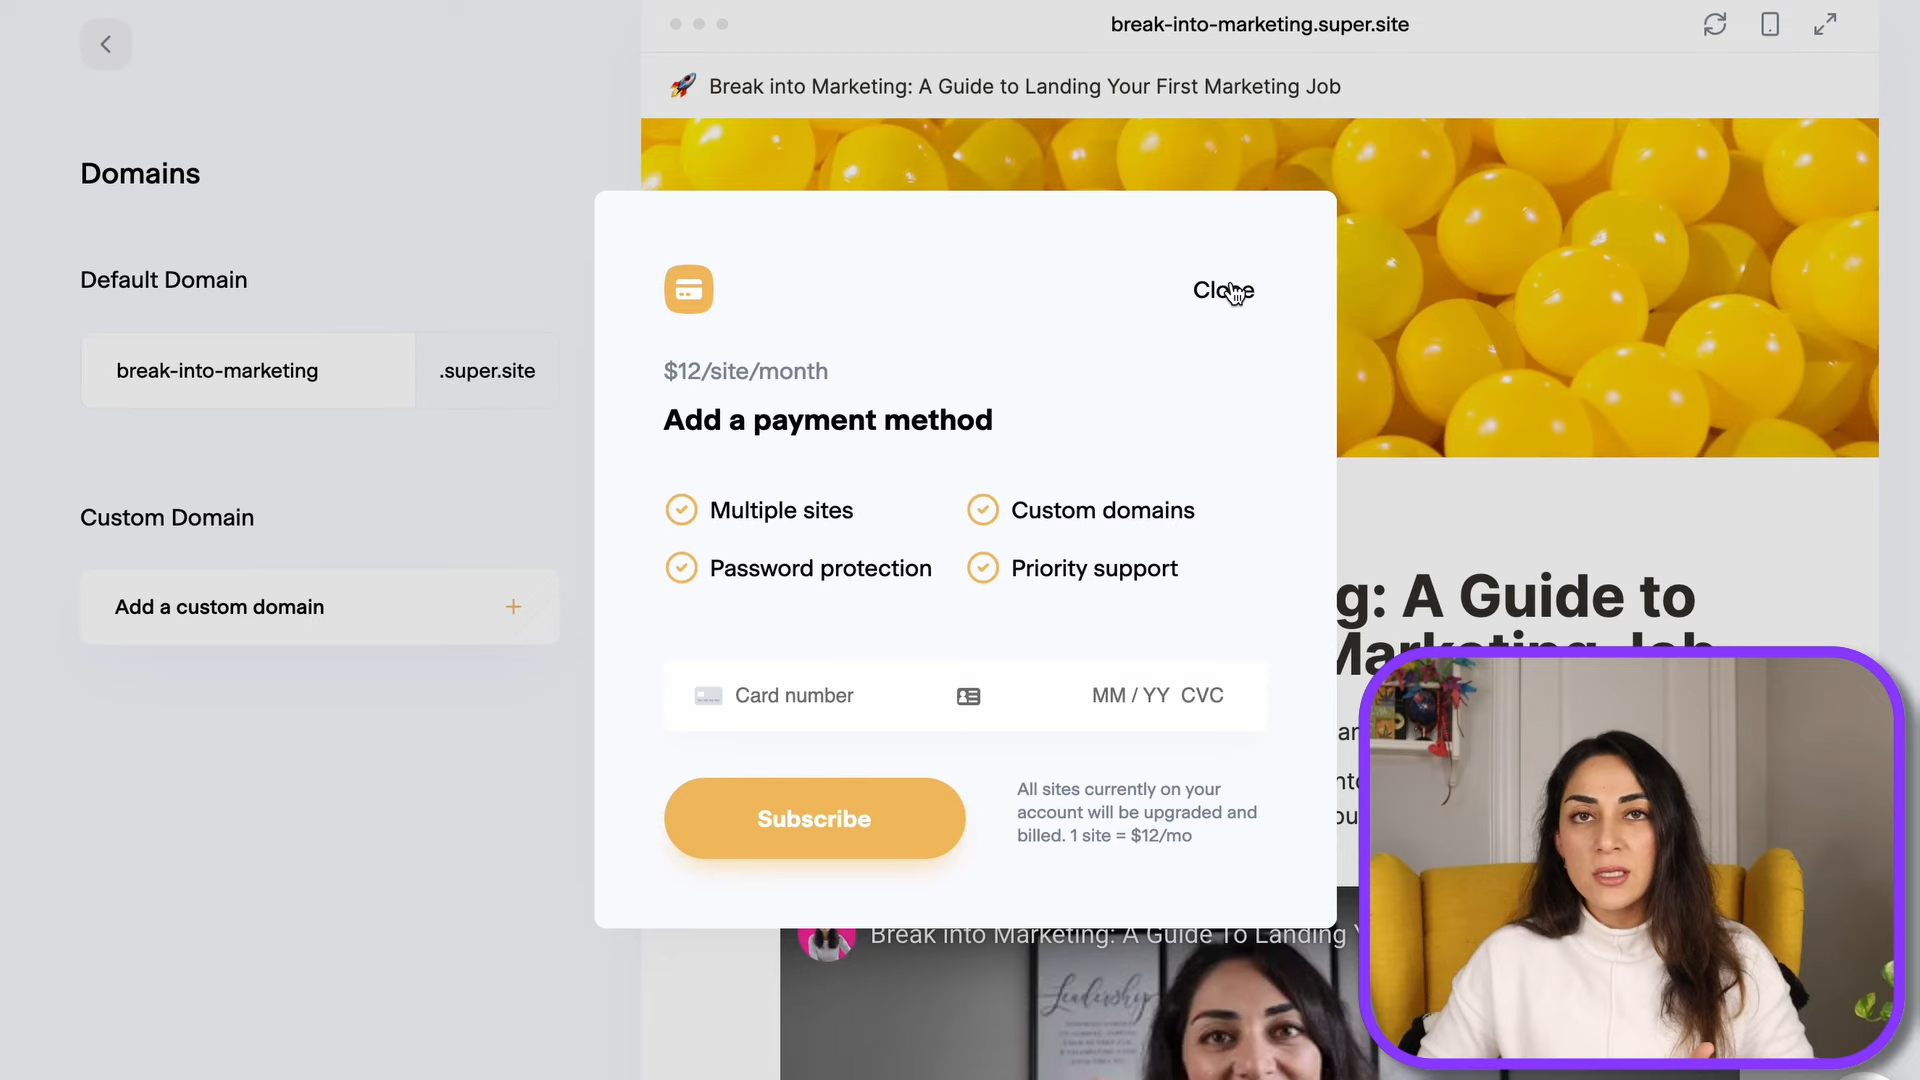 break-into-marketing.super.site
🚀 Break into Marketing: A Guide to Landing Your First Marketing Job
Domains
Default Domain
break-into-marketing
.super.site
Custom Domain
Add a custom domain +
Close
$12/site/month
Add a payment method
Multiple sites
Custom domains
Password protection
Priority support
Card number
MM / YY CVC
Subscribe
All sites currently on your
account will be upgraded and
billed. 1 site = $12/mo
g: A Guide to
Marketing Job
Break Into Marketing: A Guide To Landing
Leadership